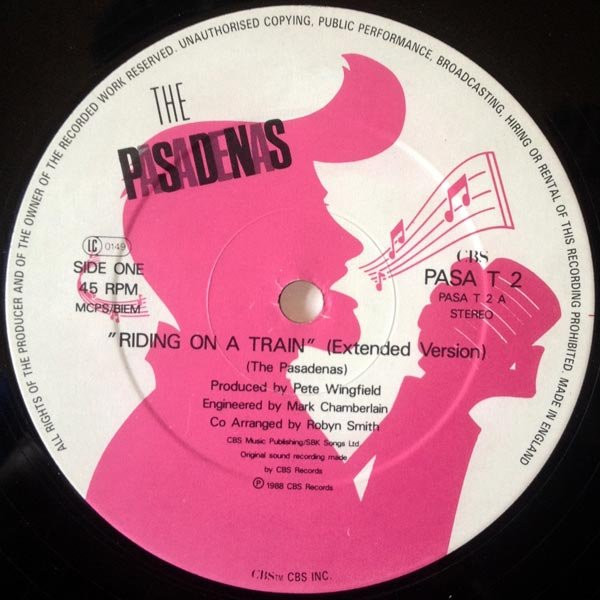 ALL RIGHTS OF THE PRODUCER AND OF THE OWNER OF THE RECORDED WORK RESERVED. UNAUTHORISED COPYING, PUBLIC PERFORMANCE, BROADCASTING, HIRING OR RENTAL OF THIS RECORDING PROHIBITED. MADE IN ENGLAND
THE
PASADENAS
LC 0149
SIDE ONE
45 RPM
MCPS/BIEM
CBS
PASA T 2
PASA T 2 A
STEREO
"RIDING ON A TRAIN" (Extended Version)
(The Pasadenas)
Produced by Pete Wingfield
Engineered by Mark Chamberlain
Co Arranged by Robyn Smith
CBS Music Publishing/SBK Songs Ltd.
Original sound recording made
by CBS Records
℗ 1988 CBS Records
CBS™ CBS INC.